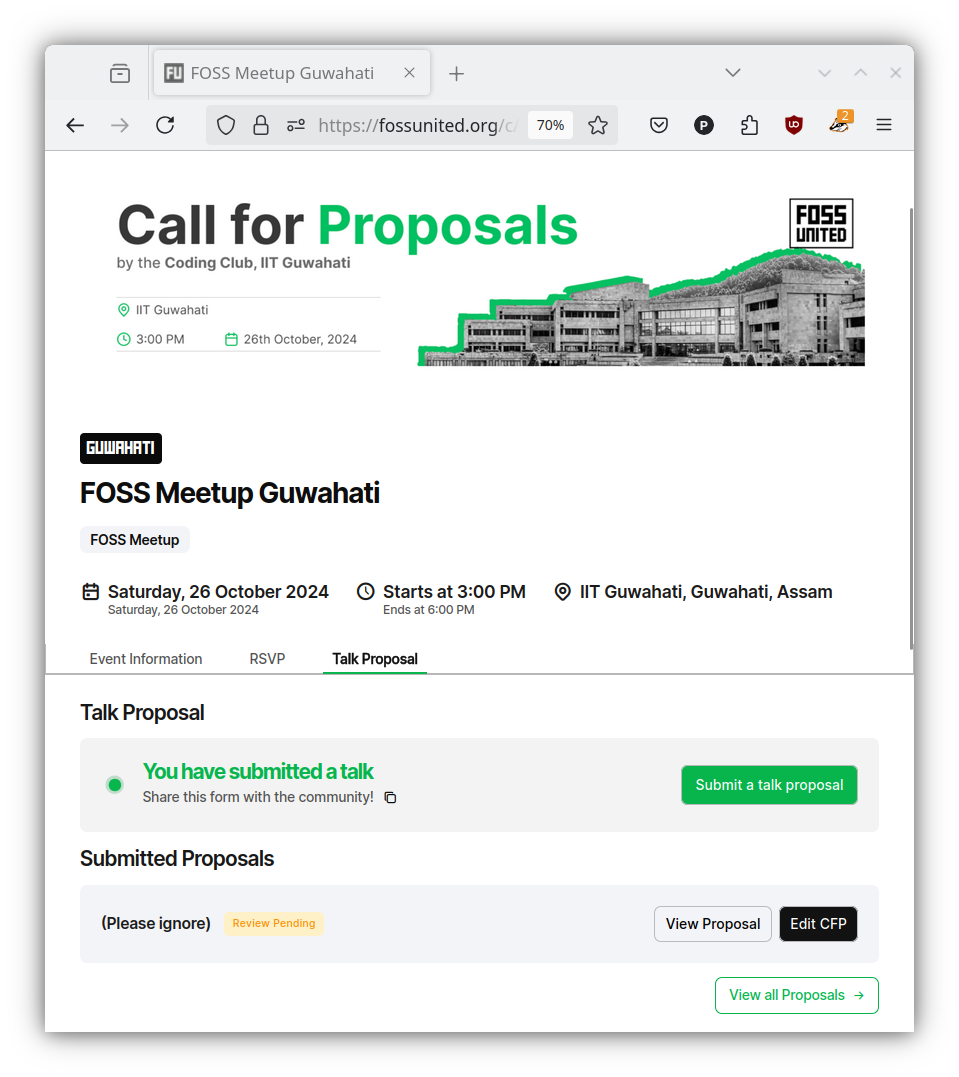 FU FOSS Meetup Guwahati
https://fossunited.org/c/ 70% P 2
Call for Proposals
FOSS
UNITED
by the Coding Club, IIT Guwahati
IIT Guwahati
3:00 PM 26th October, 2024
GUWAHATI
FOSS Meetup Guwahati
FOSS Meetup
Saturday, 26 October 2024 Starts at 3:00 PM IIT Guwahati, Guwahati, Assam
Saturday, 26 October 2024 Ends at 6:00 PM
Event Information RSVP Talk Proposal
Talk Proposal
You have submitted a talk
Share this form with the community!
Submit a talk proposal
Submitted Proposals
(Please ignore) Review Pending View Proposal Edit CFP
View all Proposals →